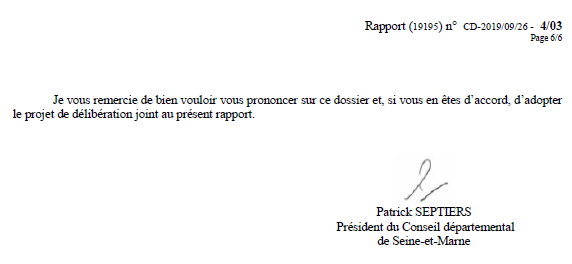 Rapport (19195) n° CD-2019/09/26 - 4/03
Page 6/6
Je vous remercie de bien vouloir vous prononcer sur ce dossier et, si vous en êtes d'accord, d'adopter
le projet de délibération joint au présent rapport.
Patrick SEPTIERS
Président du Conseil départemental
de Seine-et-Marne